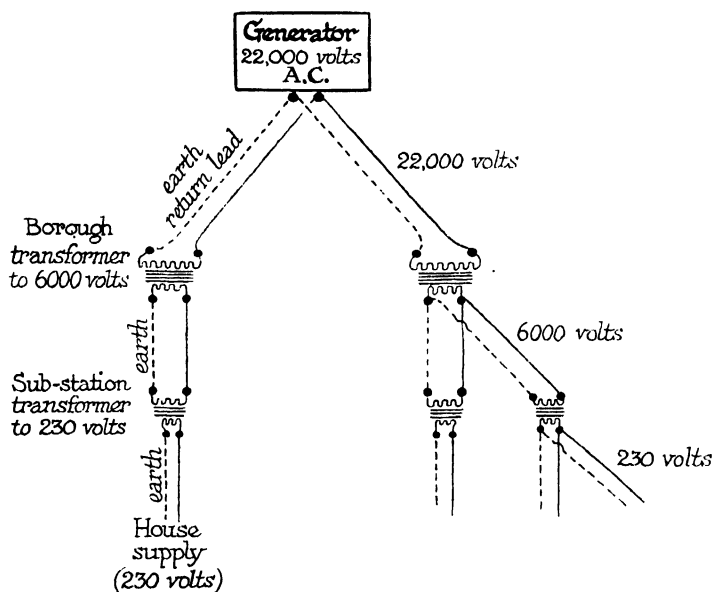 Generator
22,000 volts
A.C.
earth
return lead
22,000 volts
Borough
transformer
to 6000 volts
earth
6000 volts
Sub-station
transformer
to 230 volts
earth
230 volts
House
supply
(230 volts)